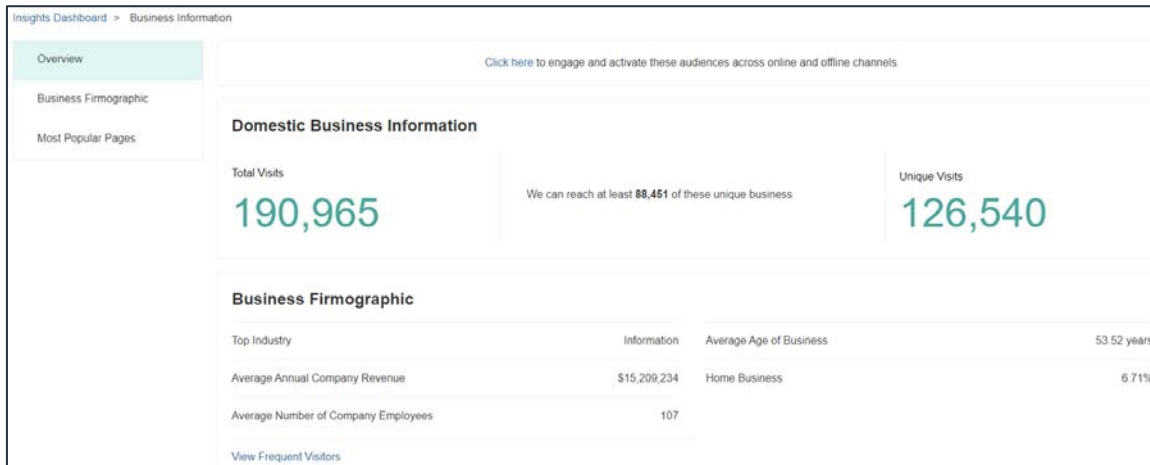 Insights Dashboard > Business Information
Overview
Business Firmographic
Most Popular Pages
Click here to engage and activate these audiences across online and offline channels.
Domestic Business Information
Total Visits
190,965
We can reach at least 88,451 of these unique business
Unique Visits
126,540
Business Firmographic
Top Industry Information
Average Annual Company Revenue $15,209,234
Average Number of Company Employees 107
Average Age of Business 53.52 years
Home Business 6.71%
View Frequent Visitors